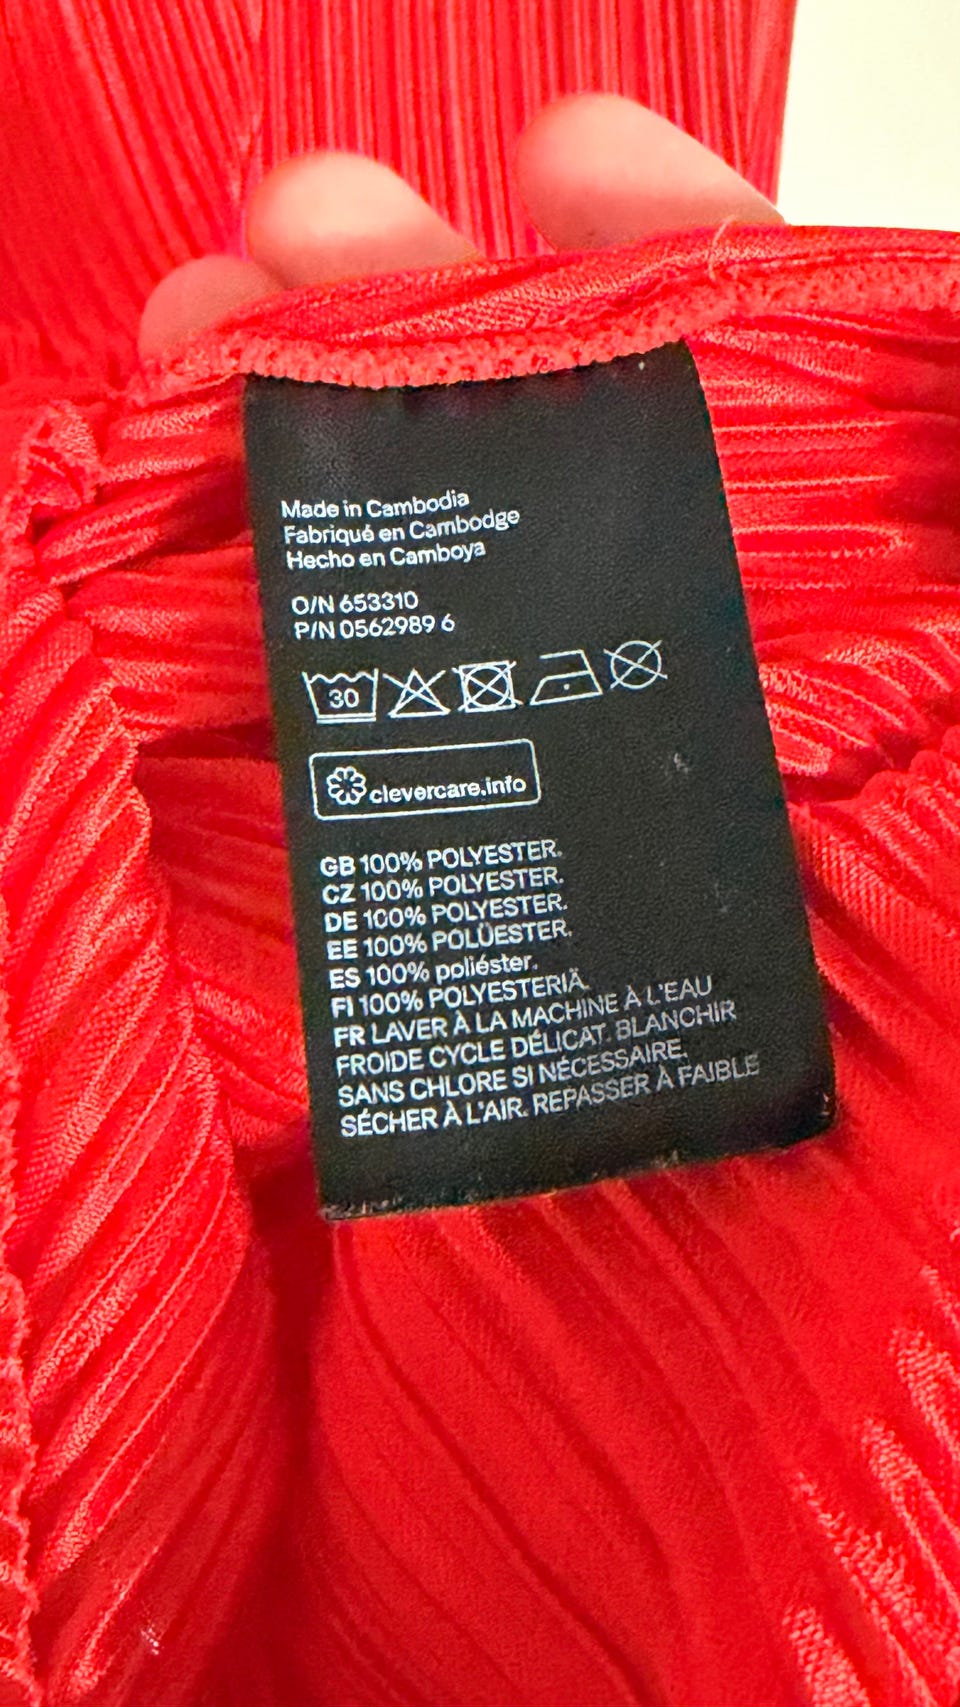 Made in Cambodia
Fabriqué en Cambodge
Hecho en Camboya
O/N 653310
P/N 0562989 6
30
clevercare.info
GB 100% POLYESTER.
CZ 100% POLYESTER.
DE 100% POLYESTER.
EE 100% POLÜESTER.
ES 100% poliéster.
FI 100% POLYESTERIÄ.
FR LAVER À LA MACHINE À L'EAU
FROIDE CYCLE DÉLICAT. BLANCHIR
SANS CHLORE SI NÉCESSAIRE.
SÉCHER À L'AIR. REPASSER À FAIBLE